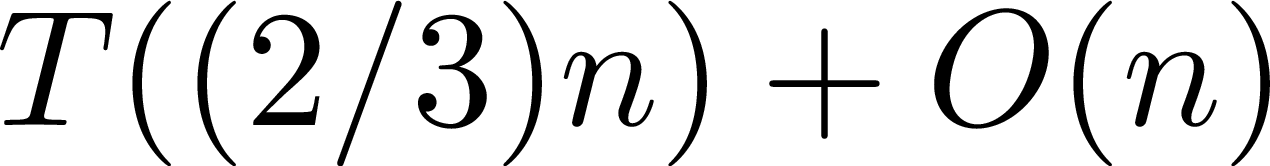 T((2/3)n) + O(n)